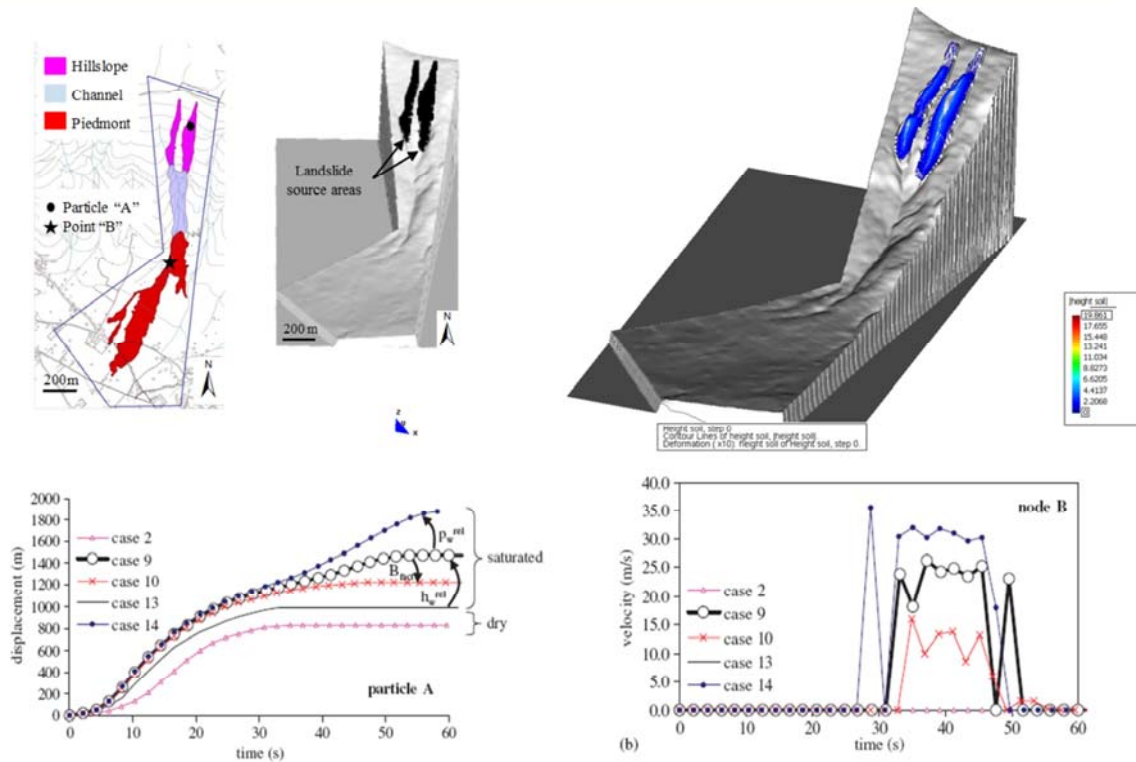 Hillslope
Channel
Piedmont
Particle “A”
Point “B”
200m
N
Landslide
source areas
200 m
N
z
x
|height soil|
19.861
17.655
15.448
13.241
11.034
8.8273
6.6205
4.4137
2.2068
0
Height soil, step 0
Contour Lines of height soil, |height soil|.
Deformation ( x10) height soil of Height soil, step 0.
displacement (m)
2000
1800
1600
1400
1200
1000
800
600
400
200
0
case 2
case 9
case 10
case 13
case 14
p_w^rel
h_w^rel
saturated
dry
particle A
0 10 20 30 40 50 60
time (s)
velocity (m/s)
40.0
35.0
30.0
25.0
20.0
15.0
10.0
5.0
0.0
node B
case 2
case 9
case 10
case 13
case 14
0 10 20 30 40 50 60
(b)
time (s)